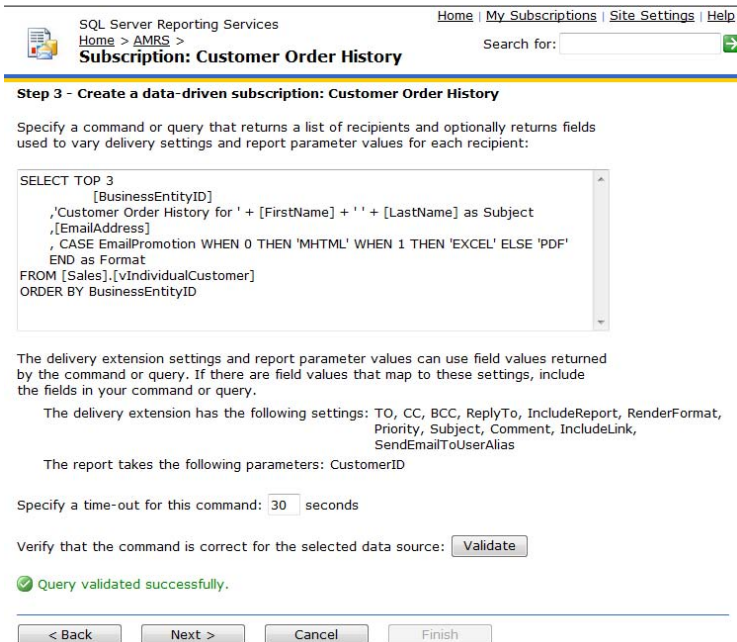 Home | My Subscriptions | Site Settings | Help
SQL Server Reporting Services
Home > AMRS >
Search for:
Subscription: Customer Order History
Step 3 - Create a data-driven subscription: Customer Order History
Specify a command or query that returns a list of recipients and optionally returns fields
used to vary delivery settings and report parameter values for each recipient:
SELECT TOP 3
[BusinessEntityID]
,'Customer Order History for ' + [FirstName] + ' ' + [LastName] as Subject
,[EmailAddress]
, CASE EmailPromotion WHEN 0 THEN 'MHTML' WHEN 1 THEN 'EXCEL' ELSE 'PDF'
END as Format
FROM [Sales].[vIndividualCustomer]
ORDER BY BusinessEntityID
The delivery extension settings and report parameter values can use field values returned
by the command or query. If there are field values that map to these settings, include
the fields in your command or query.
The delivery extension has the following settings: TO, CC, BCC, ReplyTo, IncludeReport, RenderFormat,
Priority, Subject, Comment, IncludeLink,
SendEmailToUserAlias
The report takes the following parameters: CustomerID
Specify a time-out for this command: 30 seconds
Verify that the command is correct for the selected data source: Validate
Query validated successfully.
< Back Next > Cancel Finish